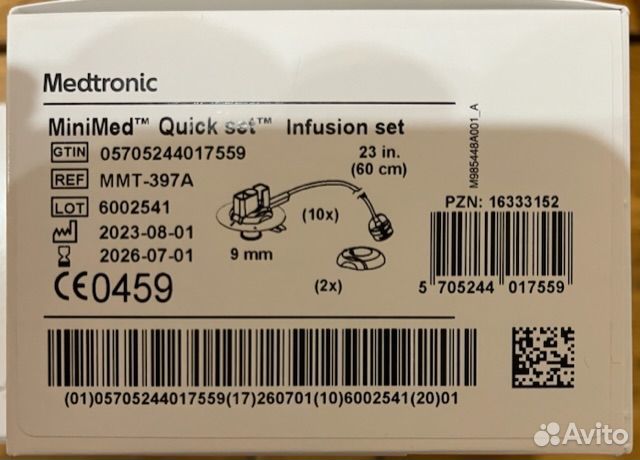 Medtronic
MiniMed™ Quick set™ Infusion set
GTIN 05705244017559
23 in.
(60 cm)
REF MMT-397A
LOT 6002541
(10x)
2023-08-01
2026-07-01
9 mm
(2x)
CE0459
M985448A001_A
PZN: 16333152
5 705244 017559
(01)05705244017559(17)260701(10)6002541(20)01
Avito